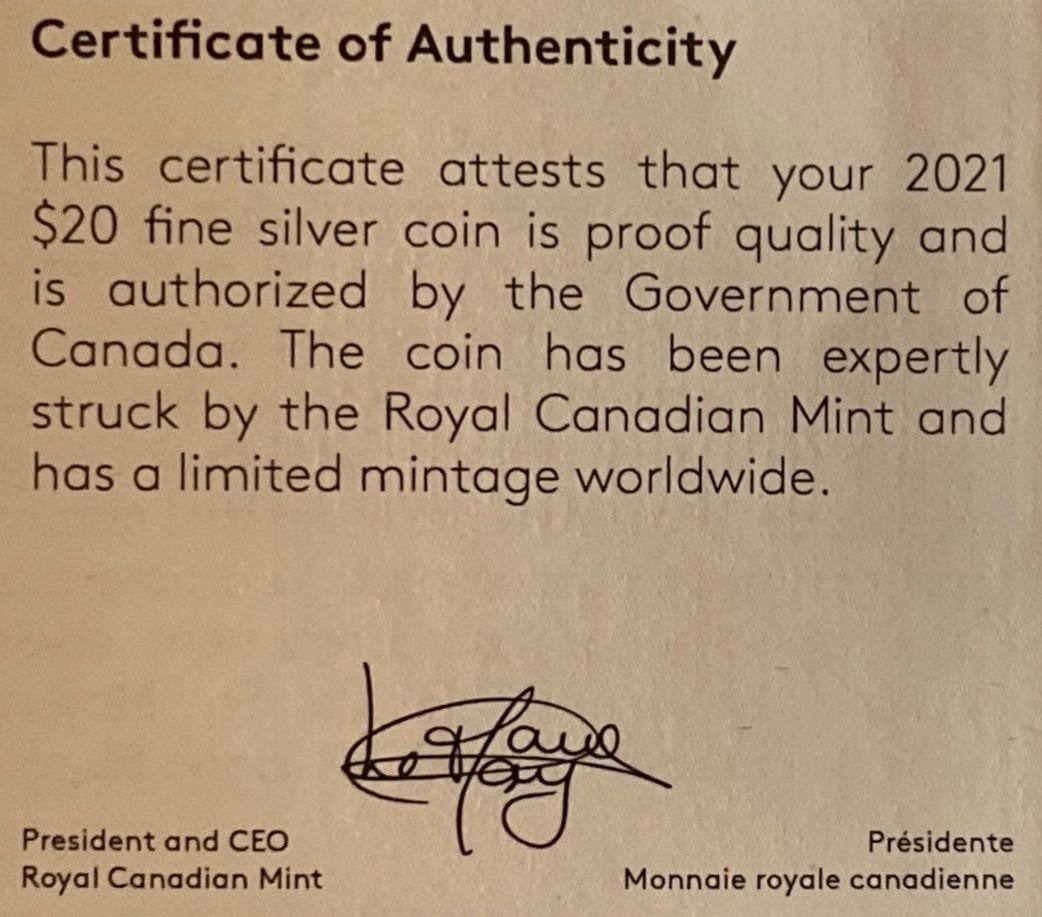 Certificate of Authenticity
This certificate attests that your 2021
$20 fine silver coin is proof quality and
is authorized by the Government of
Canada. The coin has been expertly
struck by the Royal Canadian Mint and
has a limited mintage worldwide.
President and CEO
Royal Canadian Mint
Présidente
Monnaie royale canadienne